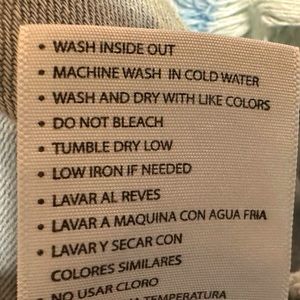 • WASH INSIDE OUT
• MACHINE WASH IN COLD WATER
• WASH AND DRY WITH LIKE COLORS
• DO NOT BLEACH
• TUMBLE DRY LOW
• LOW IRON IF NEEDED
• LAVAR AL REVES
• LAVAR A MAQUINA CON AGUA FRIA
• LAVAR Y SECAR CON
COLORES SIMILARES
• NO USAR CLORO
TEMPERATURA